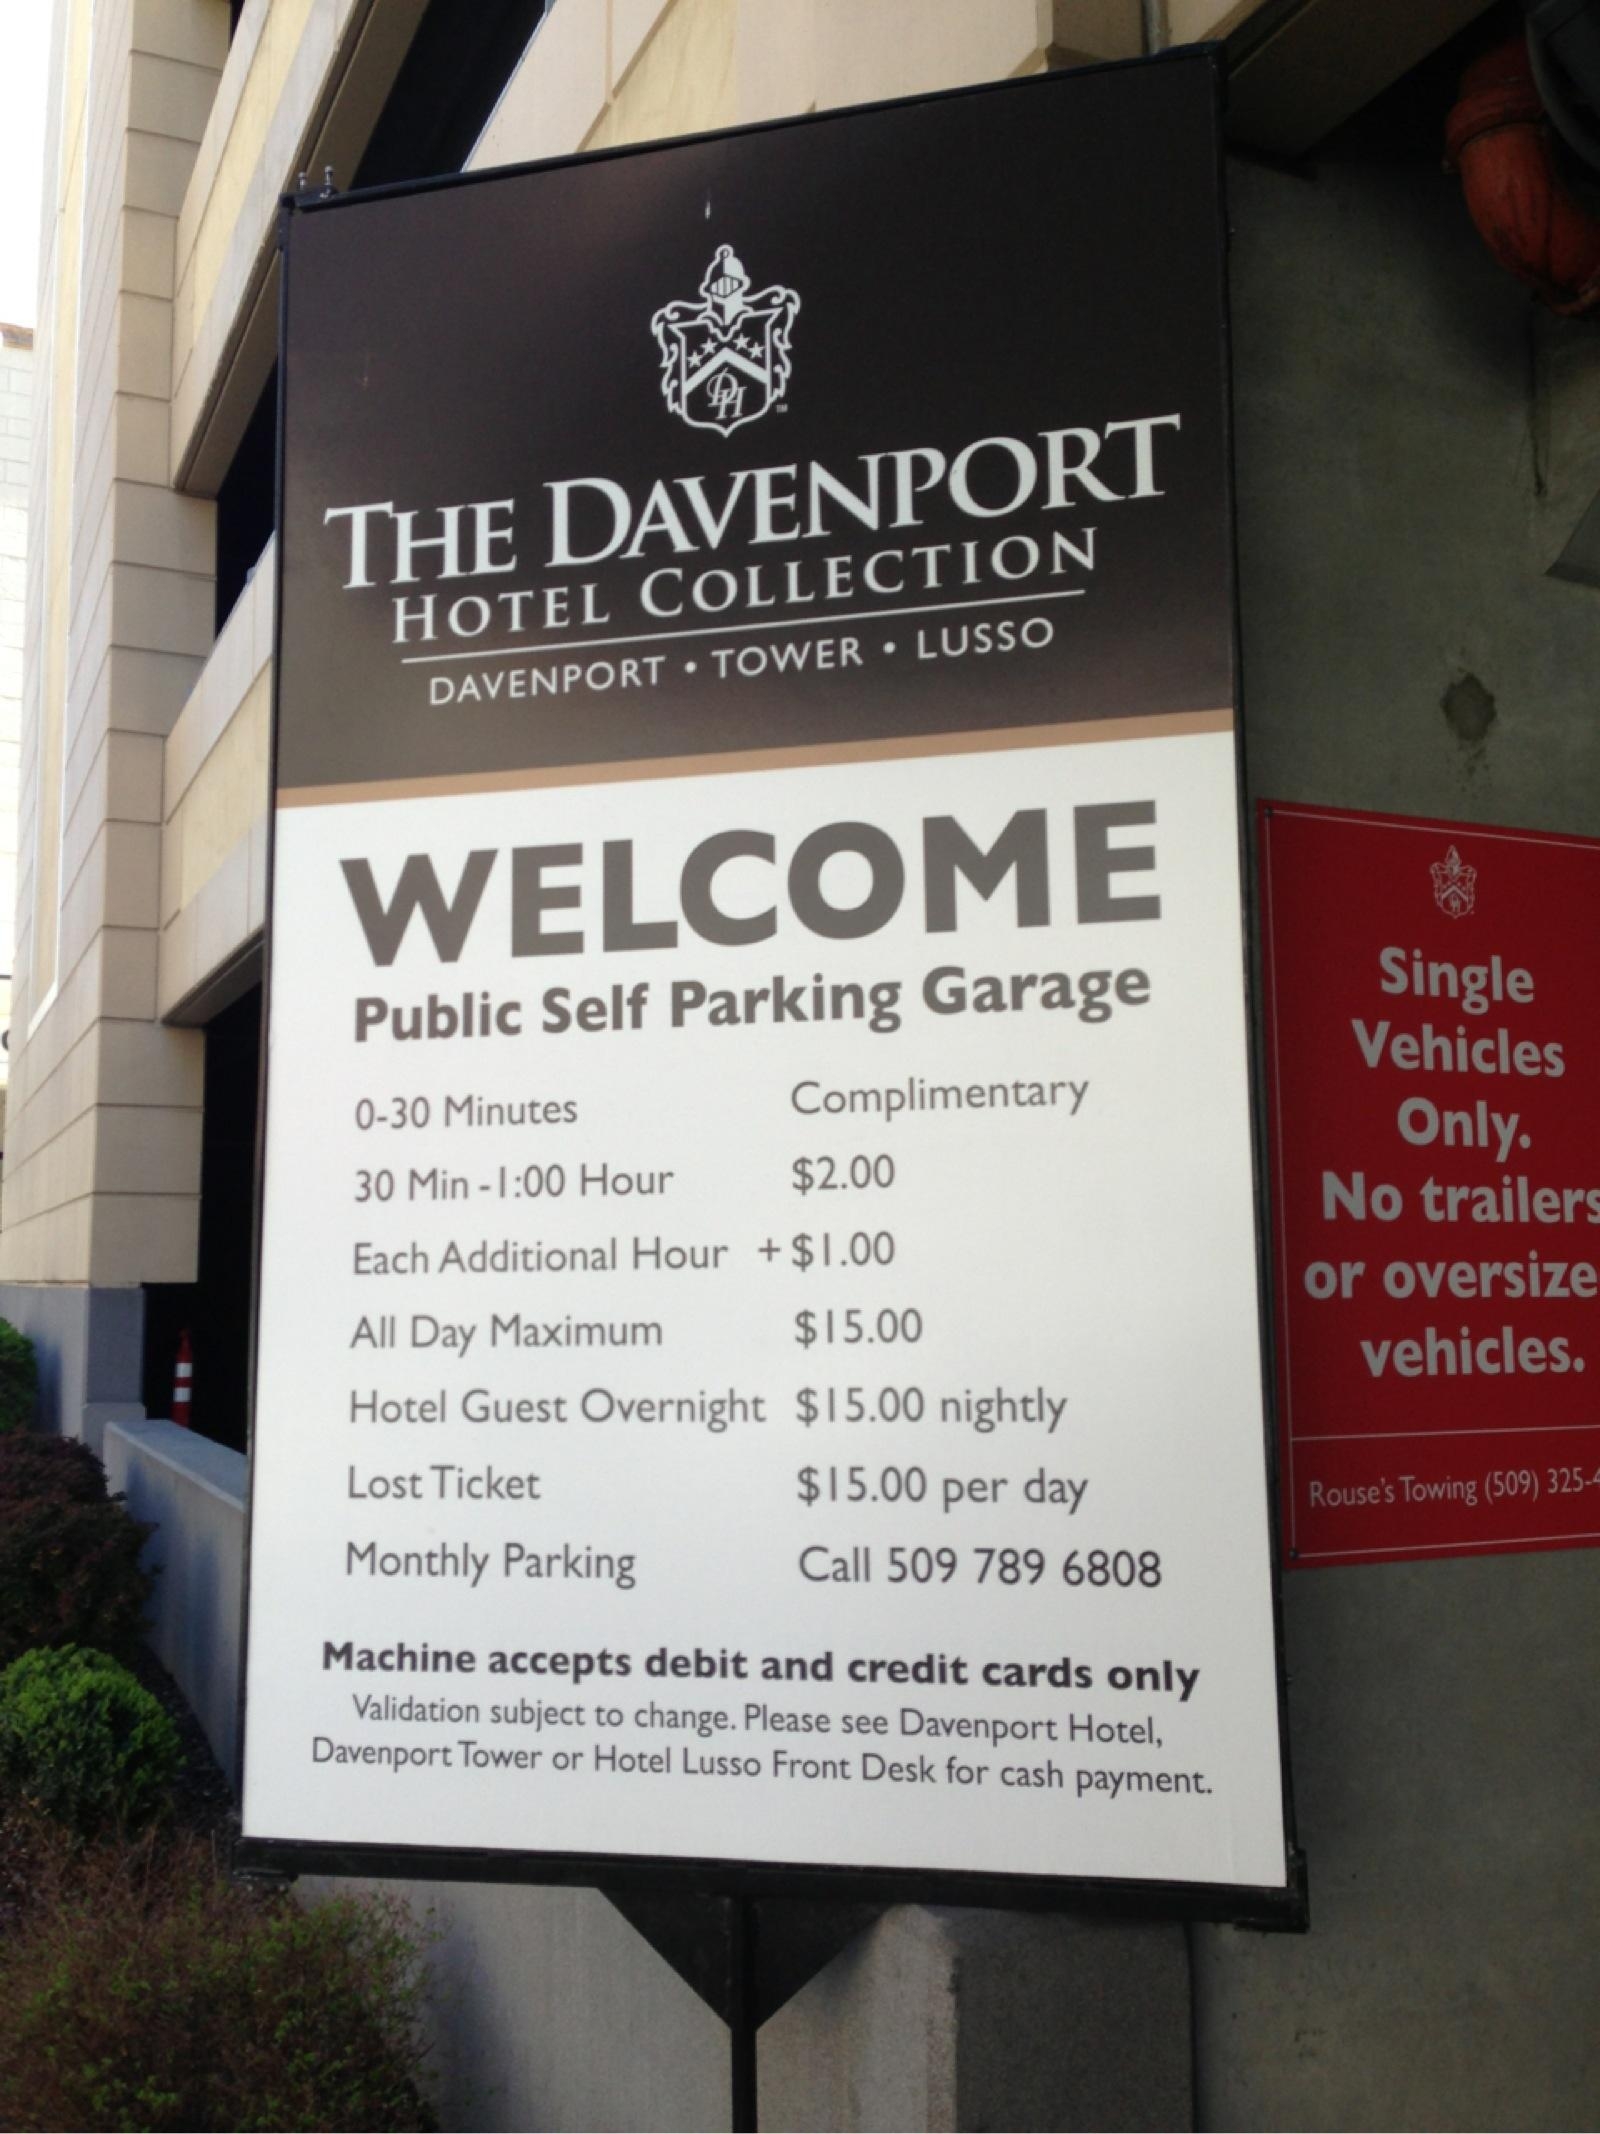 DH
THE DAVENPORT
HOTEL COLLECTION
DAVENPORT • TOWER • LUSSO
WELCOME
Public Self Parking Garage
0-30 Minutes Complimentary
30 Min -1:00 Hour $2.00
Each Additional Hour + $1.00
All Day Maximum $15.00
Hotel Guest Overnight $15.00 nightly
Lost Ticket $15.00 per day
Monthly Parking Call 509 789 6808
Machine accepts debit and credit cards only
Validation subject to change. Please see Davenport Hotel,
Davenport Tower or Hotel Lusso Front Desk for cash payment.
Single
Vehicles
Only.
No trailers
or oversize
vehicles.
Rouse's Towing (509) 325-4